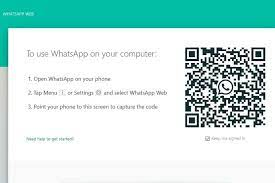 WHATSAPP WEB
To use WhatsApp on your computer:
1. Open WhatsApp on your phone
2. Tap Menu or Settings and select WhatsApp Web
3. Point your phone to this screen to capture the code
Need help to get started?
Keep me signed in